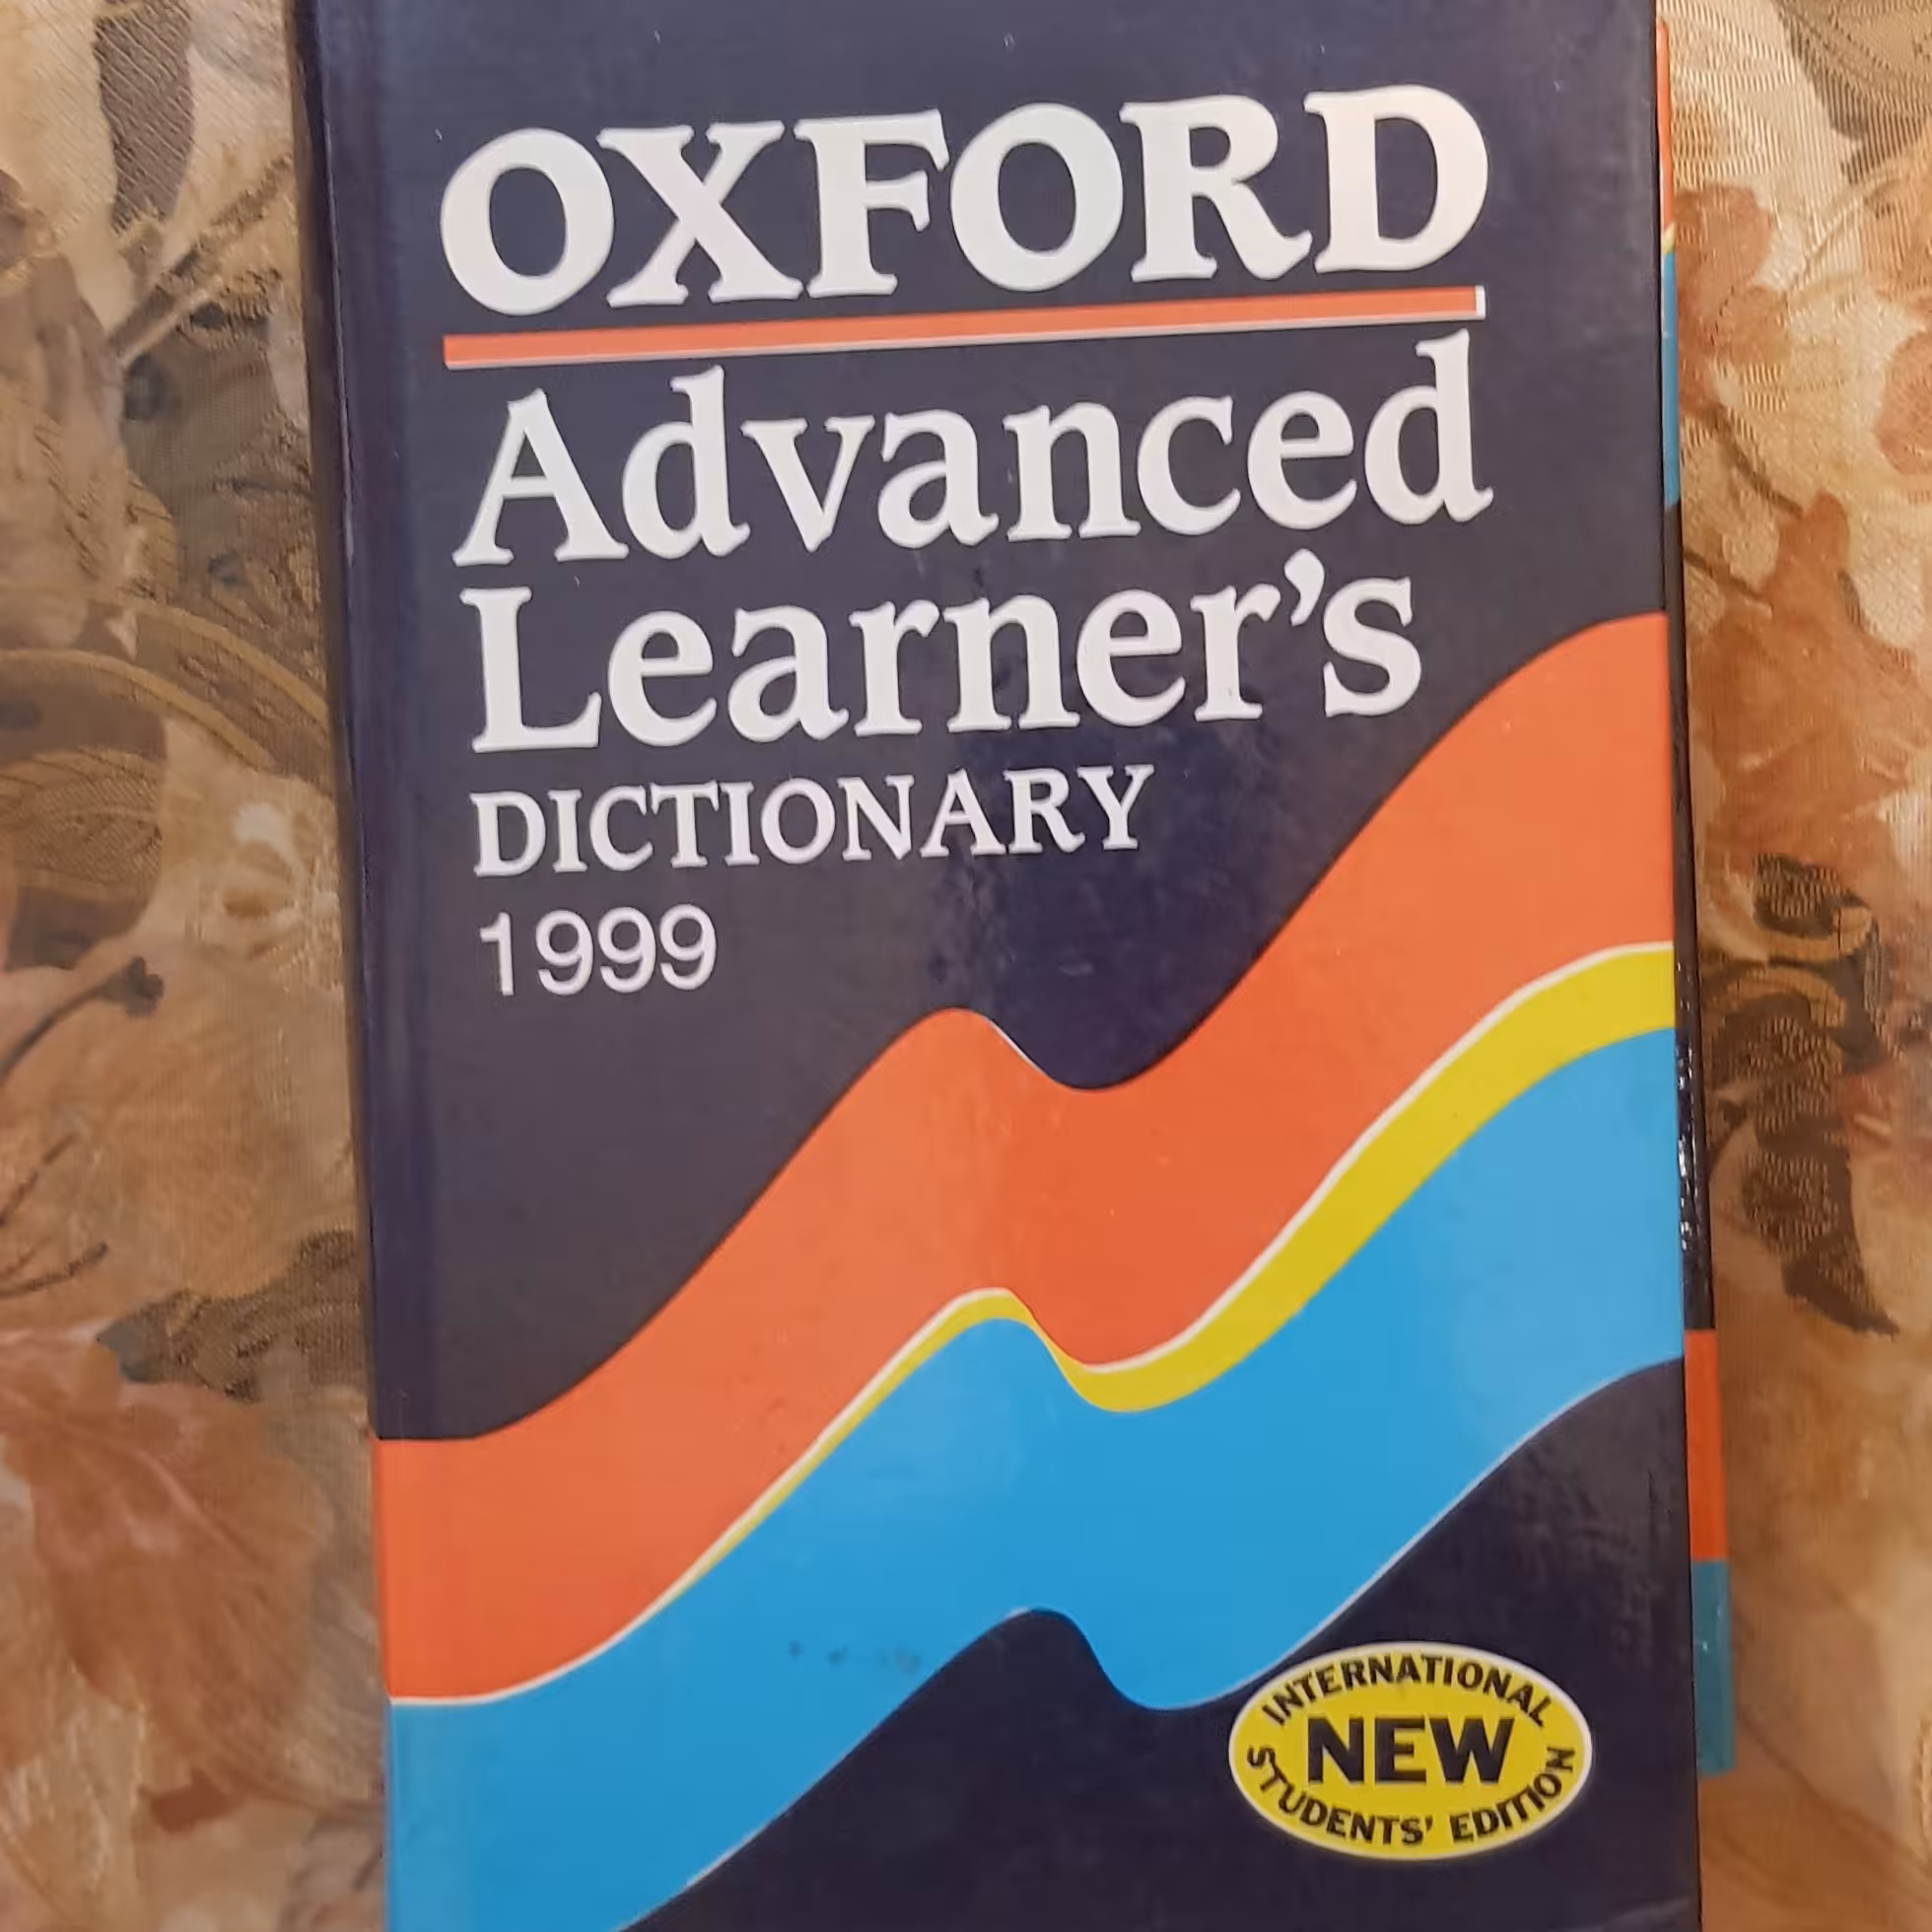 OXFORD
Advanced
Learner's
DICTIONARY
1999
INTERNATIONAL
NEW
STUDENTS' EDITION